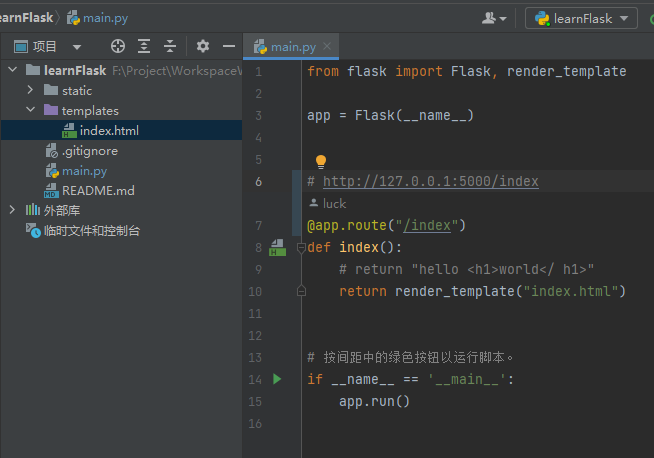 earnFlask main.py
learnFlask
项目
main.py
learnFlask F:\Project\WorkspaceW
static
templates
index.html
.gitignore
main.py
README.md
外部库
临时文件和控制台
1 from flask import Flask, render_template
2
3 app = Flask(__name__)
4
5
6 # http://127.0.0.1:5000/index
luck
7 @app.route("/index")
8 def index():
9 # return "hello <h1>world</ h1>"
10 return render_template("index.html")
11
12
13 # 按间距中的绿色按钮以运行脚本。
14 if __name__ == '__main__':
15 app.run()
16